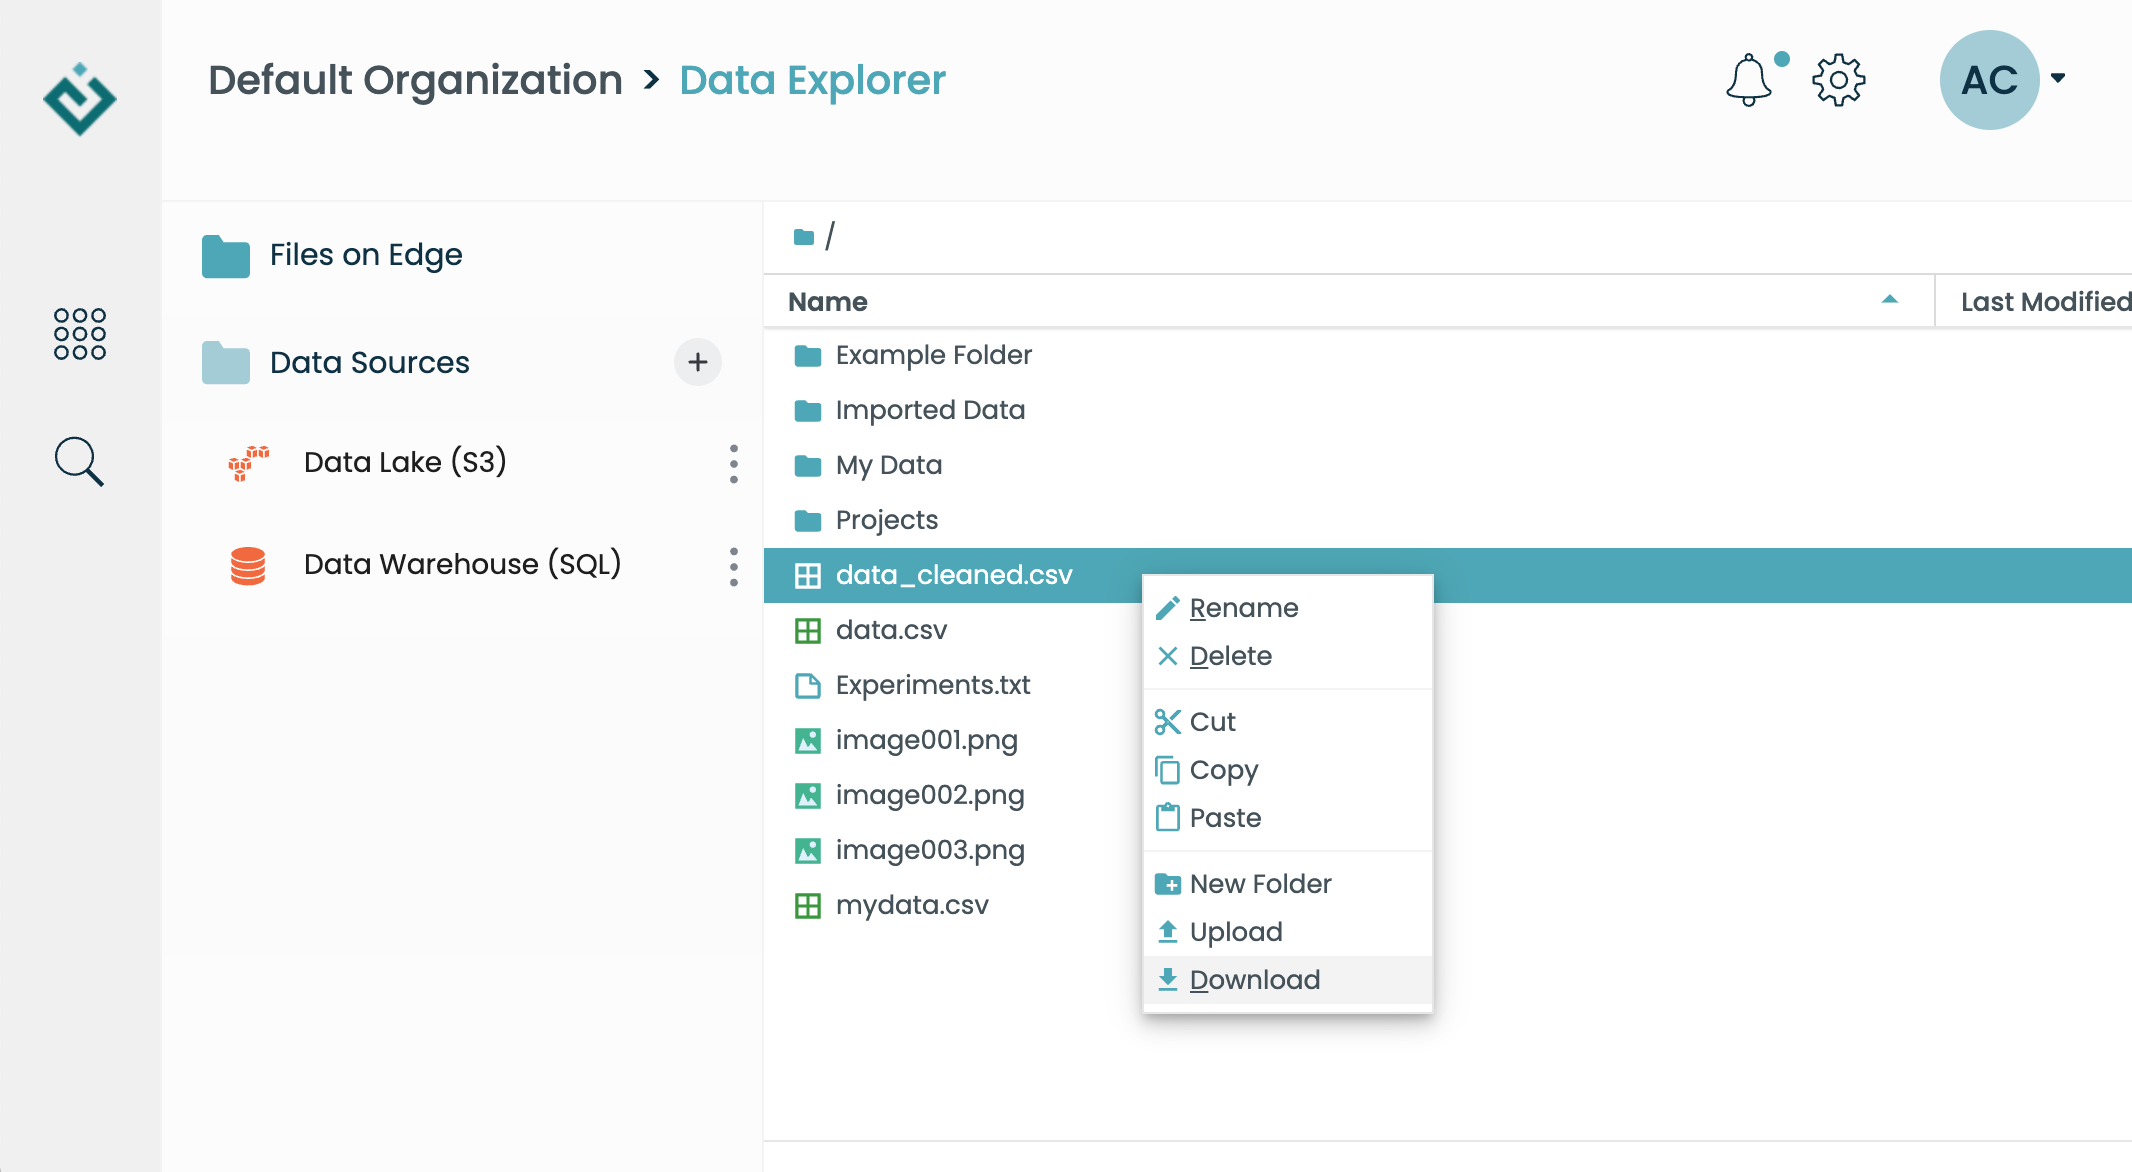 Default Organization > Data Explorer
AC
Files on Edge
Data Sources
Data Lake (S3)
Data Warehouse (SQL)
/
Name
Last Modified
Example Folder
Imported Data
My Data
Projects
data_cleaned.csv
data.csv
Experiments.txt
image001.png
image002.png
image003.png
mydata.csv
Rename
Delete
Cut
Copy
Paste
New Folder
Upload
Download